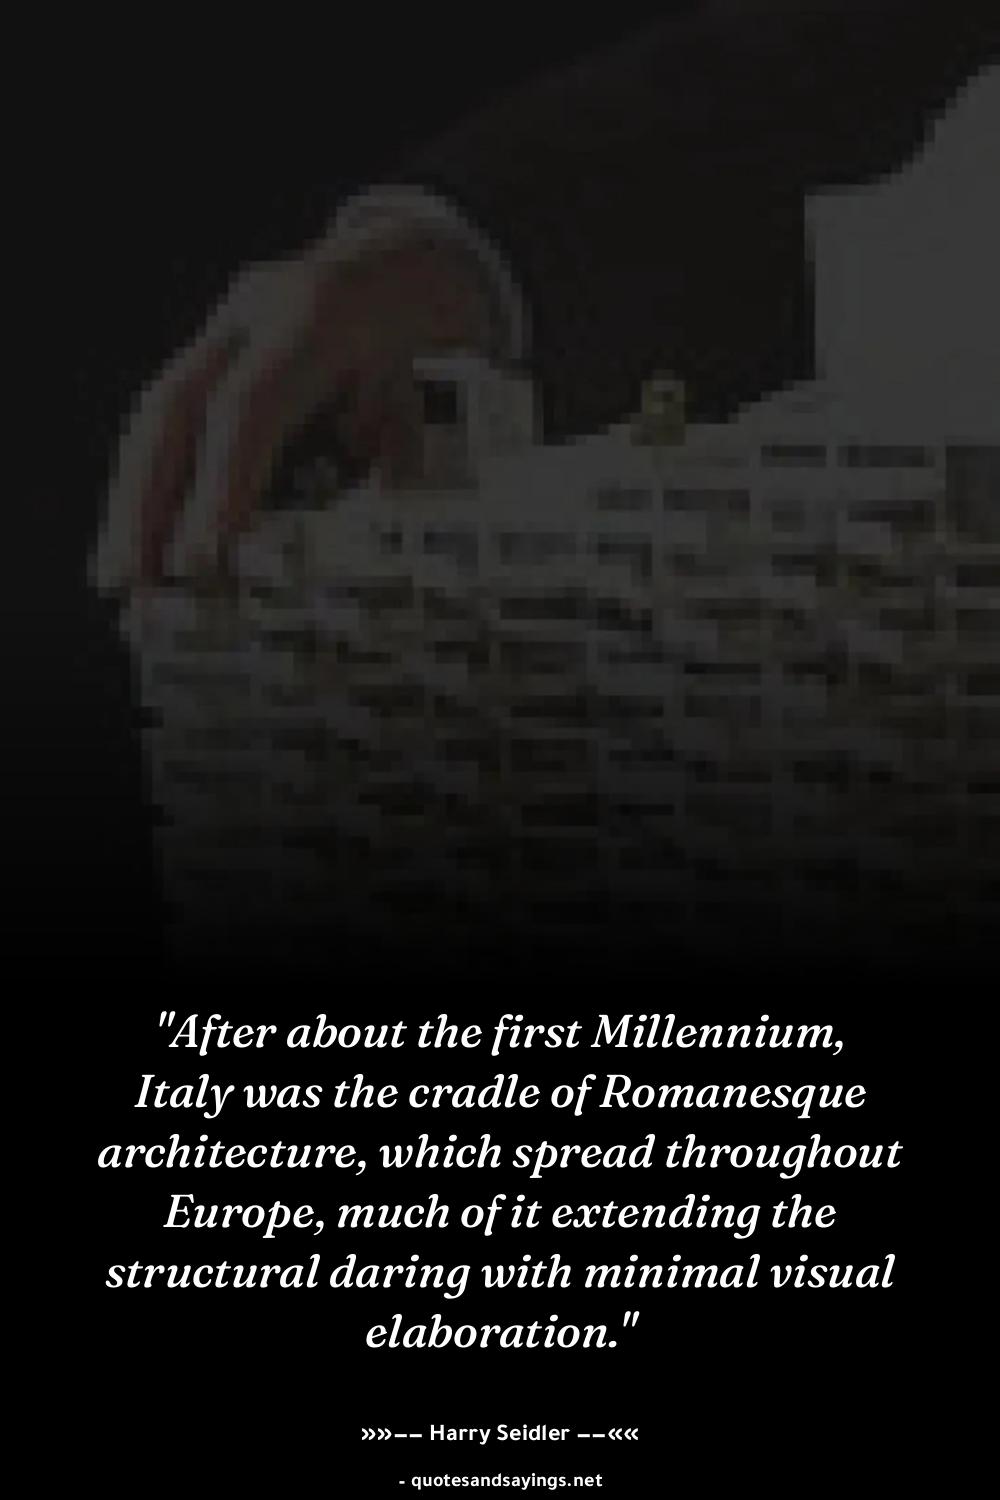 "After about the first Millennium,
Italy was the cradle of Romanesque
architecture, which spread throughout
Europe, much of it extending the
structural daring with minimal visual
elaboration."
»»–– Harry Seidler ––««
- quotesandsayings.net